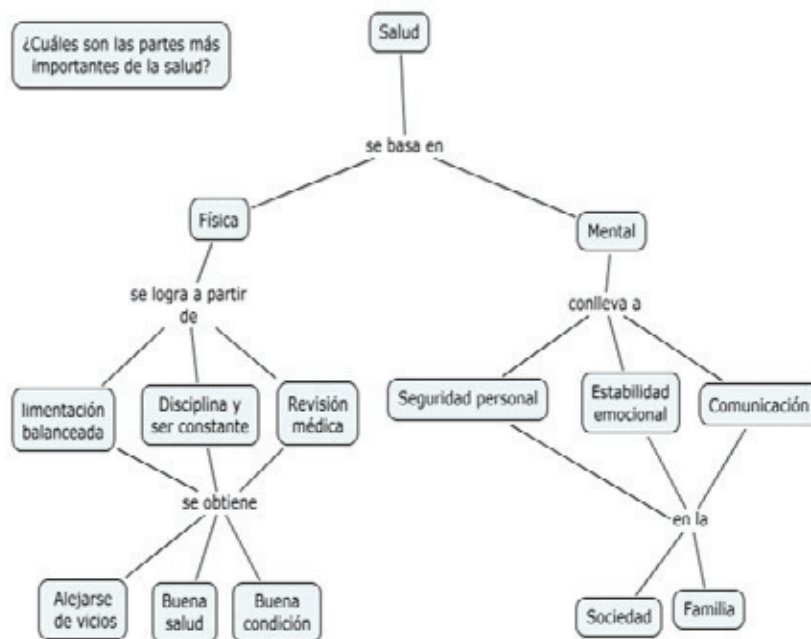 ¿Cuáles son las partes más
importantes de la salud?
Salud
se basa en
Física
Mental
se logra a partir
de
conlleva a
limentación
balanceada
Disciplina y
ser constante
Revisión
médica
Seguridad personal
Estabilidad
emocional
Comunicación
se obtiene
en la
Alejarse
de vicios
Buena
salud
Buena
condición
Sociedad
Familia